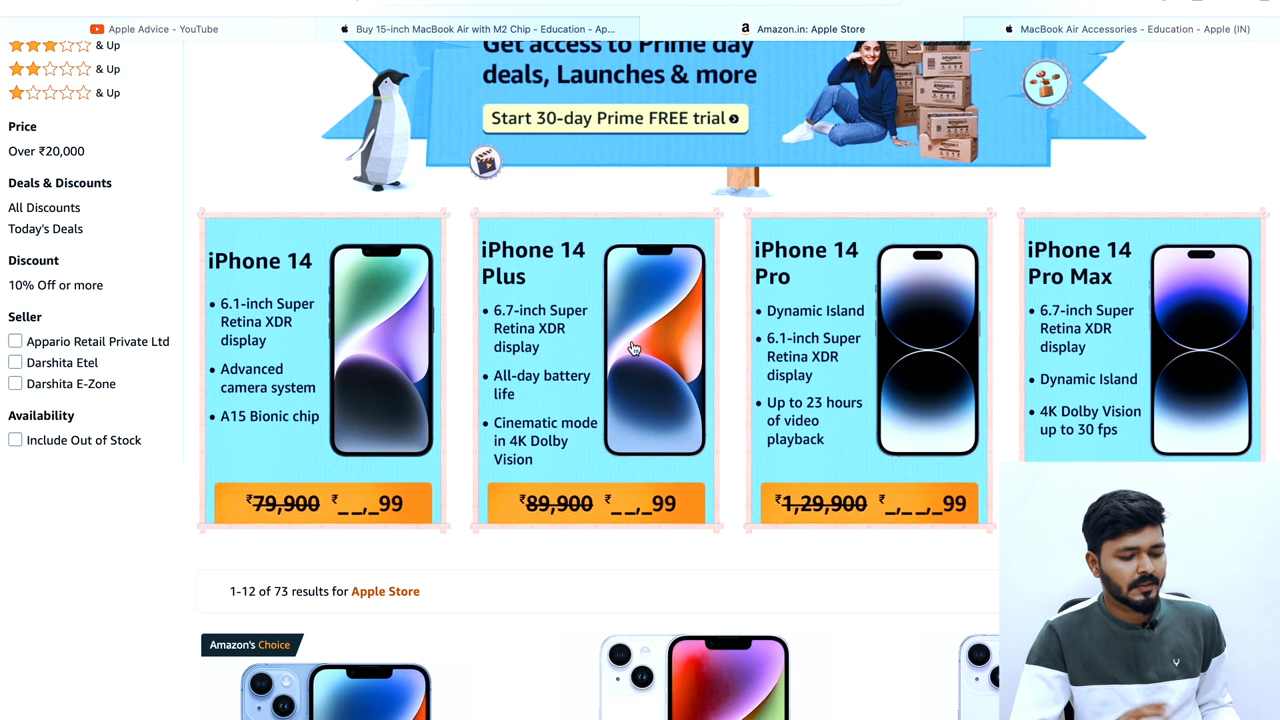 Apple Advice - YouTube
Buy 15-inch MacBook Air with M2 Chip - Education - Ap...
Amazon.in: Apple Store
MacBook Air Accessories - Education - Apple (IN)
& Up
& Up
& Up
Price
Over ₹20,000
Deals & Discounts
All Discounts
Today's Deals
Discount
10% Off or more
Seller
Appario Retail Private Ltd
Darshita Etel
Darshita E-Zone
Availability
Include Out of Stock
Get access to Prime day
deals, Launches & more
Start 30-day Prime FREE trial
iPhone 14
• 6.1-inch Super
Retina XDR
display
• Advanced
camera system
• A15 Bionic chip
₹79,900 ₹_ _,_99
iPhone 14
Plus
• 6.7-inch Super
Retina XDR
display
• All-day battery
life
• Cinematic mode
in 4K Dolby
Vision
₹89,900 ₹_ _,_99
iPhone 14
Pro
• Dynamic Island
• 6.1-inch Super
Retina XDR
display
• Up to 23 hours
of video
playback
₹1,29,900 ₹_,_ _,_99
iPhone 14
Pro Max
• 6.7-inch Super
Retina XDR
display
• Dynamic Island
• 4K Dolby Vision
up to 30 fps
1-12 of 73 results for Apple Store
Amazon's Choice